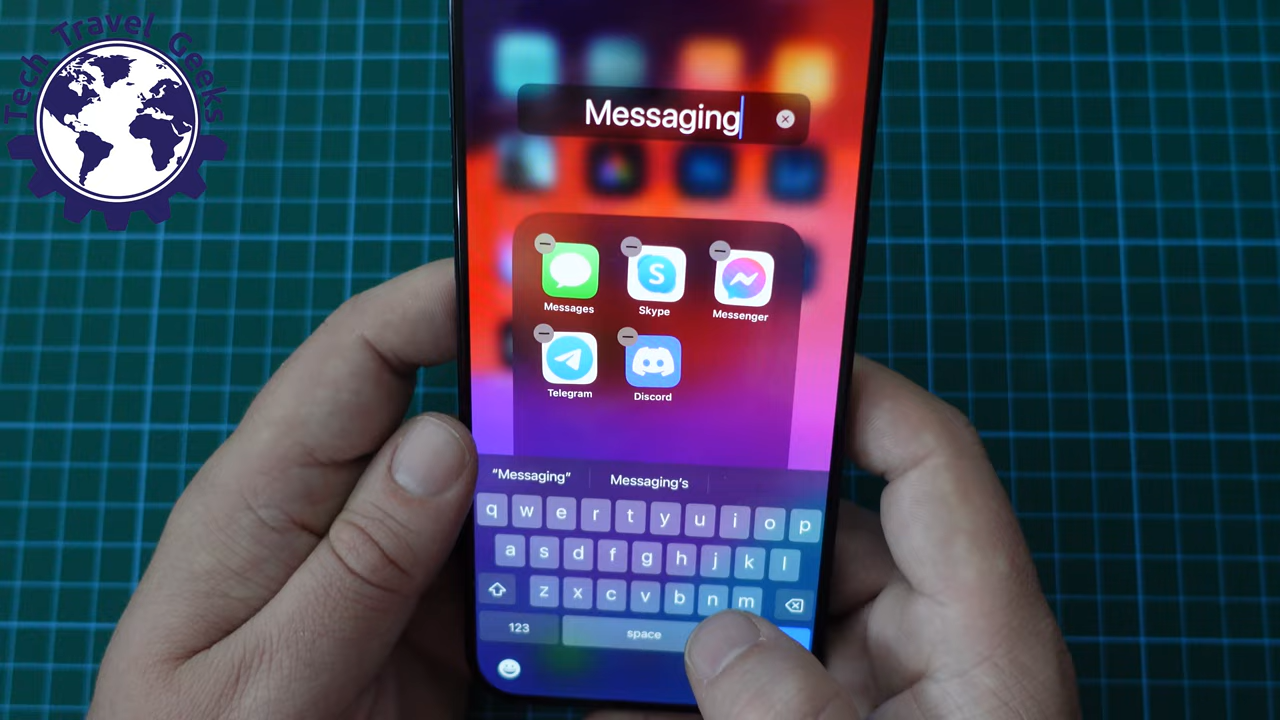 Tech Travel Geeks
Messaging
Messages
Skype
Messenger
Telegram
Discord
“Messaging”
Messaging’s
q w e r t y u i o p
a s d f g h j k l
z x c v b n m
123
space